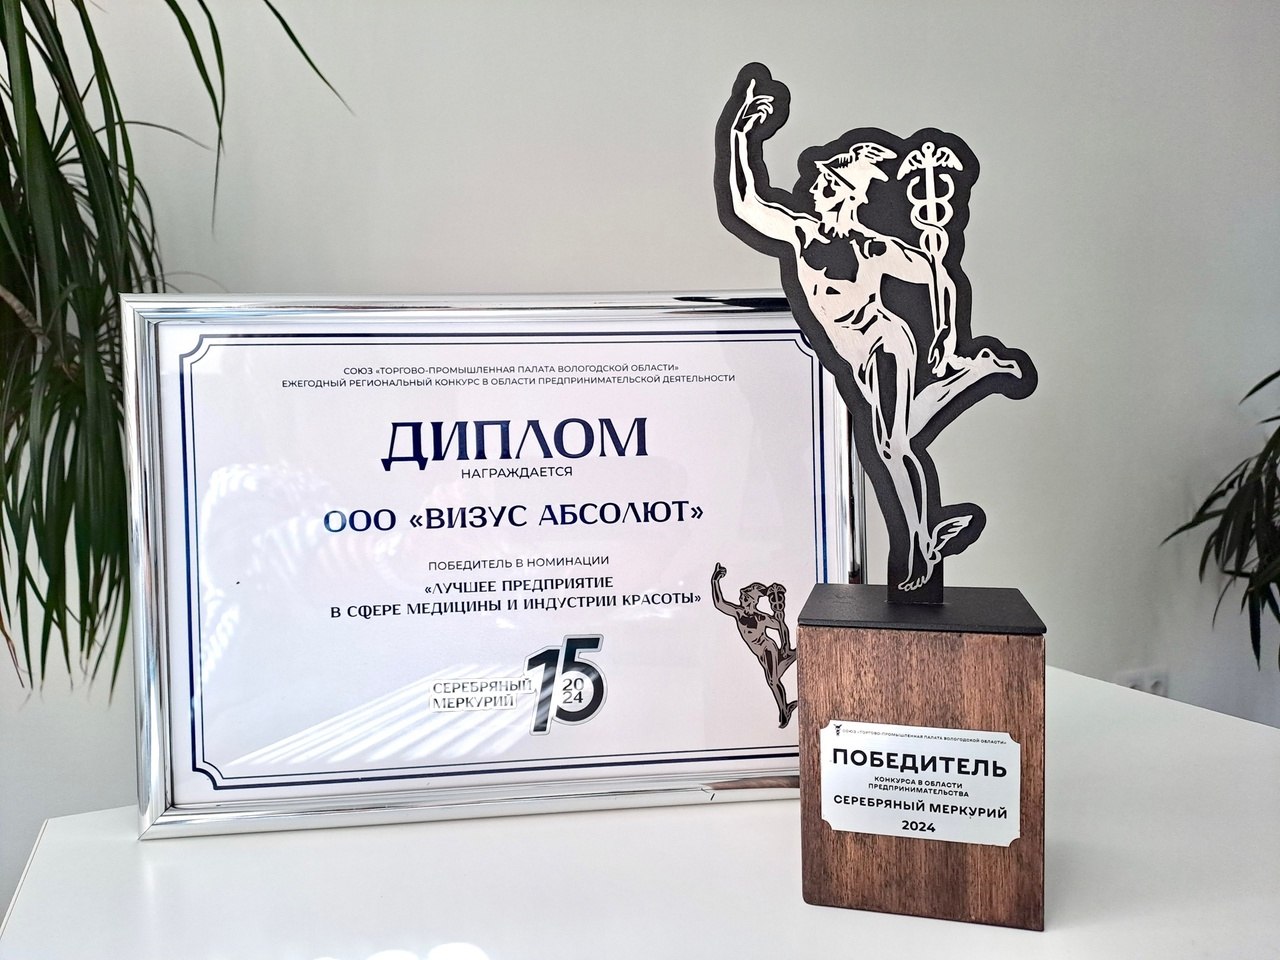 СОЮЗ «ТОРГОВО-ПРОМЫШЛЕННАЯ ПАЛАТА ВОЛОГОДСКОЙ ОБЛАСТИ»
ЕЖЕГОДНЫЙ РЕГИОНАЛЬНЫЙ КОНКУРС В ОБЛАСТИ ПРЕДПРИНИМАТЕЛЬСКОЙ ДЕЯТЕЛЬНОСТИ
ДИПЛОМ
НАГРАЖДАЕТСЯ
ООО «ВИЗУС АБСОЛЮТ»
ПОБЕДИТЕЛЬ В НОМИНАЦИИ
«ЛУЧШЕЕ ПРЕДПРИЯТИЕ
В СФЕРЕ МЕДИЦИНЫ И ИНДУСТРИИ КРАСОТЫ»
СЕРЕБРЯНЫЙ
МЕРКУРИЙ
15
20
24
СОЮЗ «ТОРГОВО-ПРОМЫШЛЕННАЯ ПАЛАТА ВОЛОГОДСКОЙ ОБЛАСТИ»
ПОБЕДИТЕЛЬ
КОНКУРСА В ОБЛАСТИ
ПРЕДПРИНИМАТЕЛЬСТВА
СЕРЕБРЯНЫЙ МЕРКУРИЙ
2024